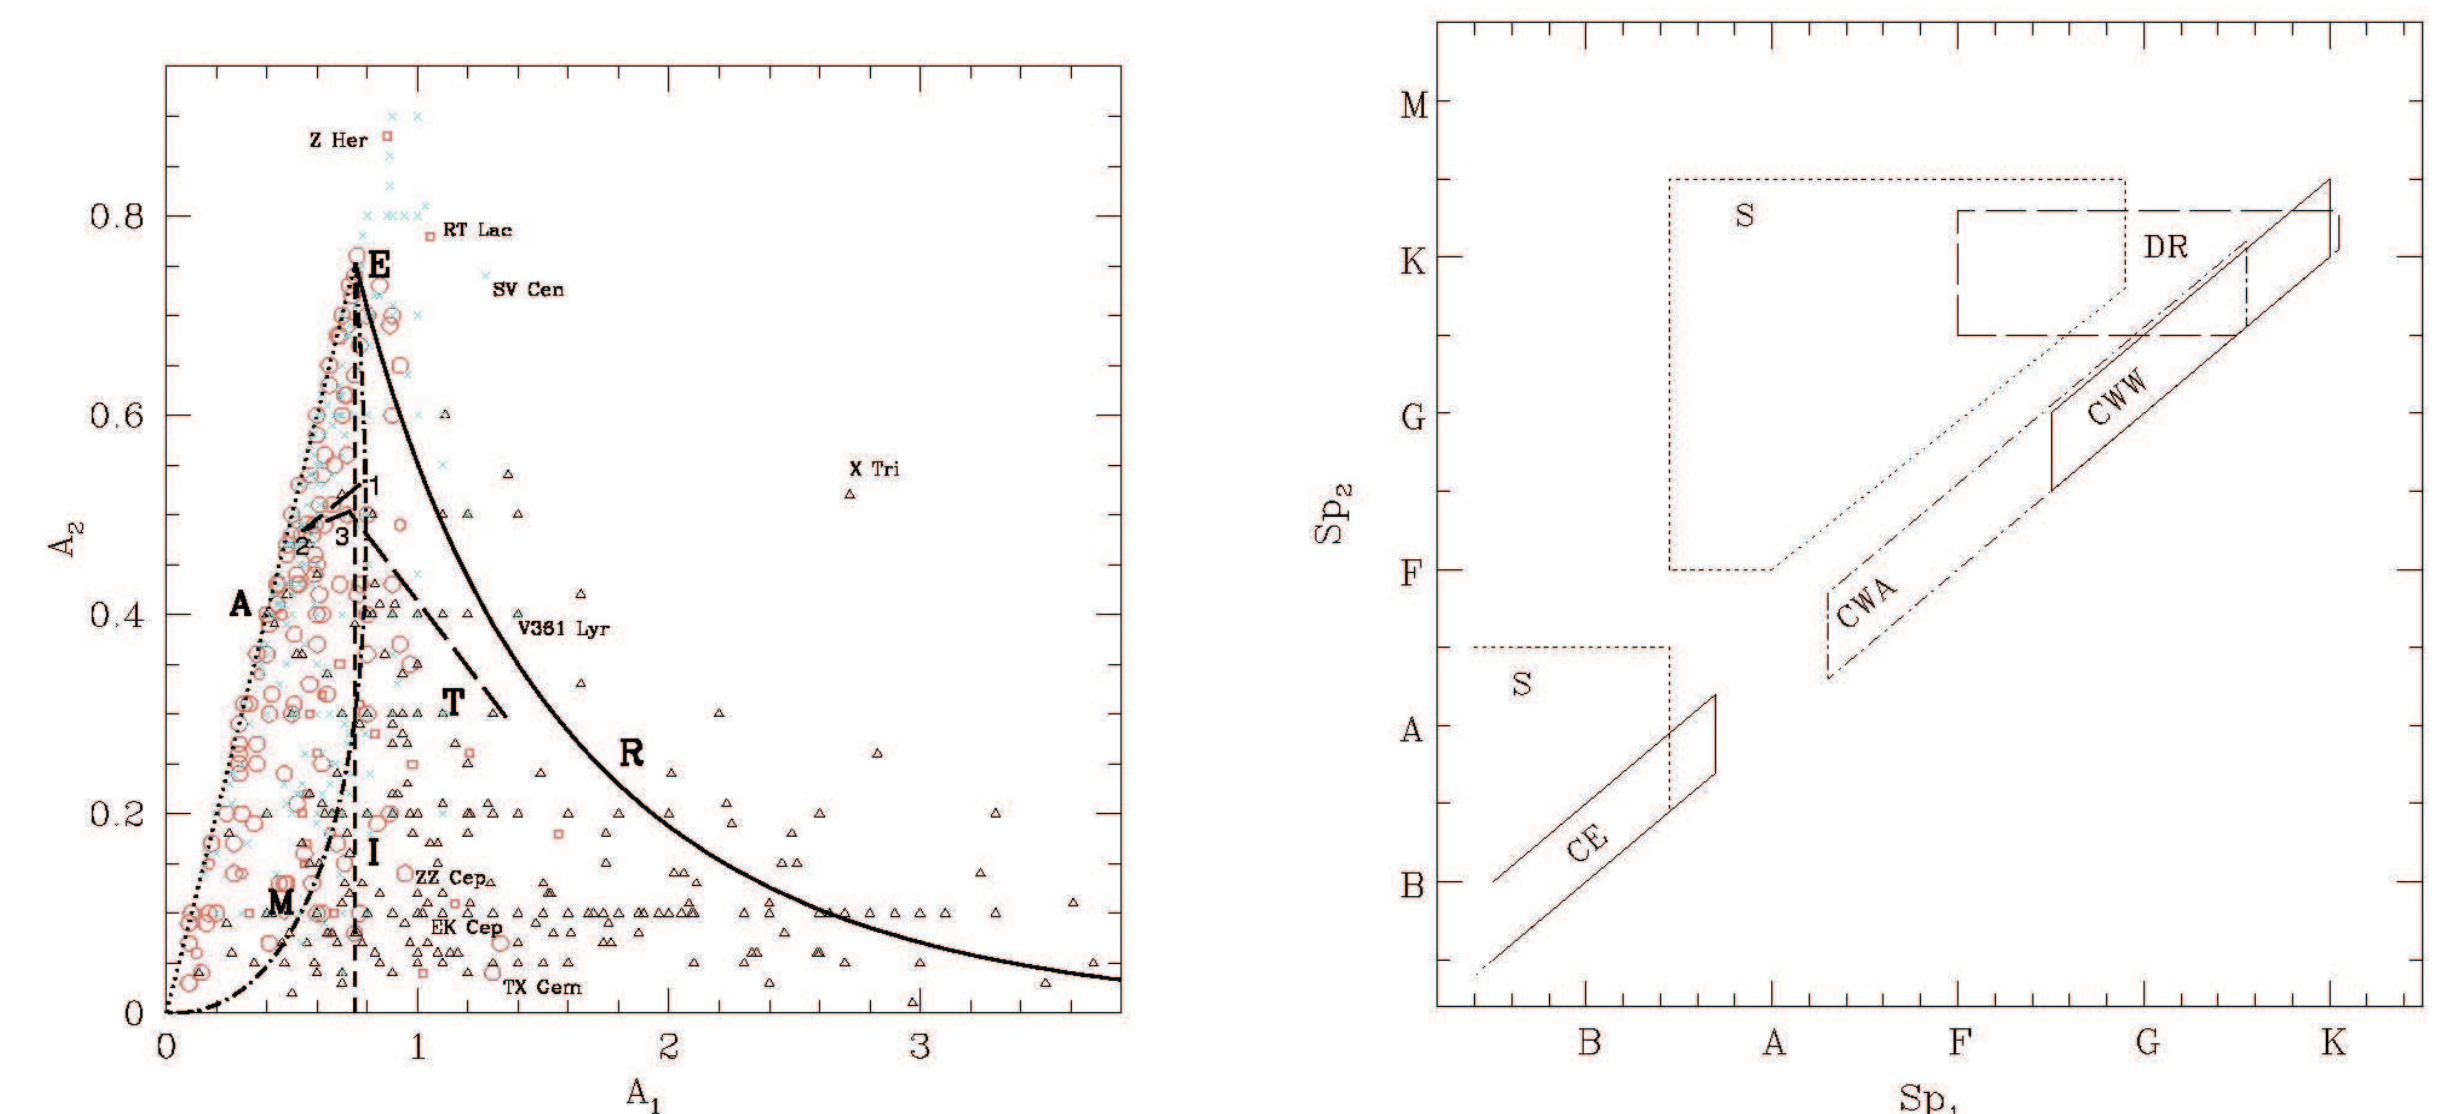 Z Her
RT Lac
SV Cen
X Tri
V361 Lyr
ZZ Cep
EK Cep
TX Gem
E
A
T
R
I
M
1
2
3
0.8
0.6
0.4
0.2
0
0 1 2 3
A2
A1
M
K
G
F
A
B
Sp2
S
DR
CWW
CWA
S
CE
B A F G K
Sp1